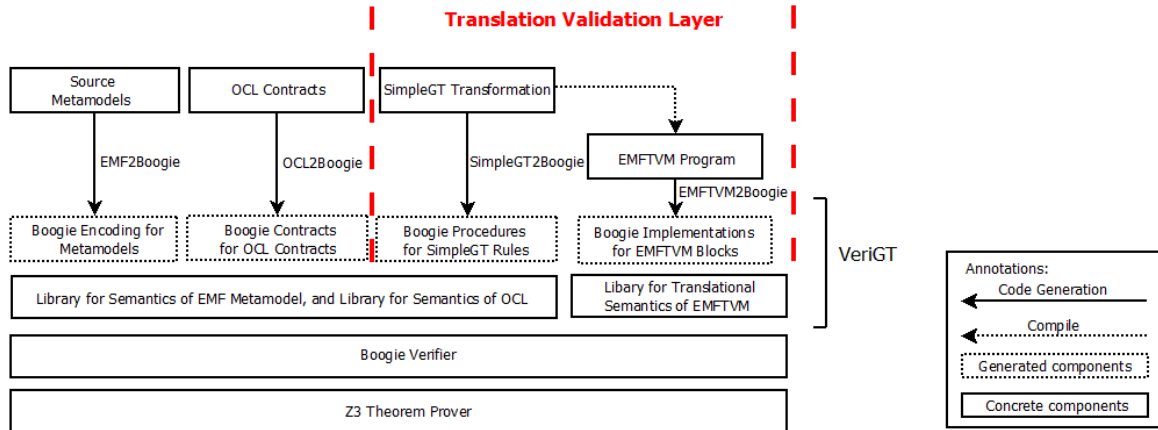 Translation Validation Layer
Source
Metamodels
OCL Contracts
SimpleGT Transformation
EMF2Boogie
OCL2Boogie
SimpleGT2Boogie
EMFTVM Program
EMFTVM2Boogie
Boogie Encoding for
Metamodels
Boogie Contracts
for OCL Contracts
Boogie Procedures
for SimpleGT Rules
Boogie Implementations
for EMFTVM Blocks
VeriGT
Library for Semantics of EMF Metamodel, and Library for Semantics of OCL
Libary for Translational
Semantics of EMFTVM
Boogie Verifier
Z3 Theorem Prover
Annotations:
Code Generation
Compile
Generated components
Concrete components